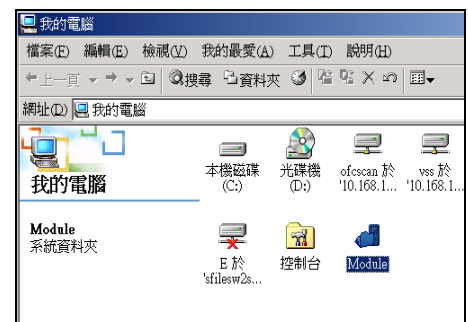 我的電腦
檔案(F) 編輯(E) 檢視(V) 我的最愛(A) 工具(T) 說明(H)
上一頁 搜尋 資料夾
網址(D) 我的電腦
我的電腦
Module
系統資料夾
本機磁碟 (C:)
光碟機 (D:)
ofcscan 於 '10.168.1...
vss 於 '10.168.1...
E 於 'sfilesw2s...
控制台
Module